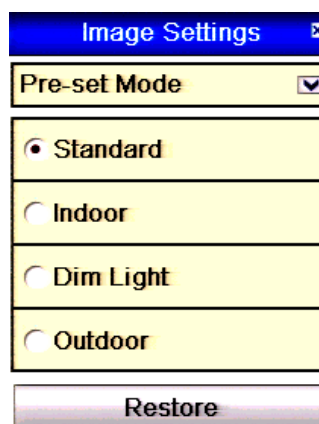 Image Settings
Pre-set Mode
Standard
Indoor
Dim Light
Outdoor
Restore